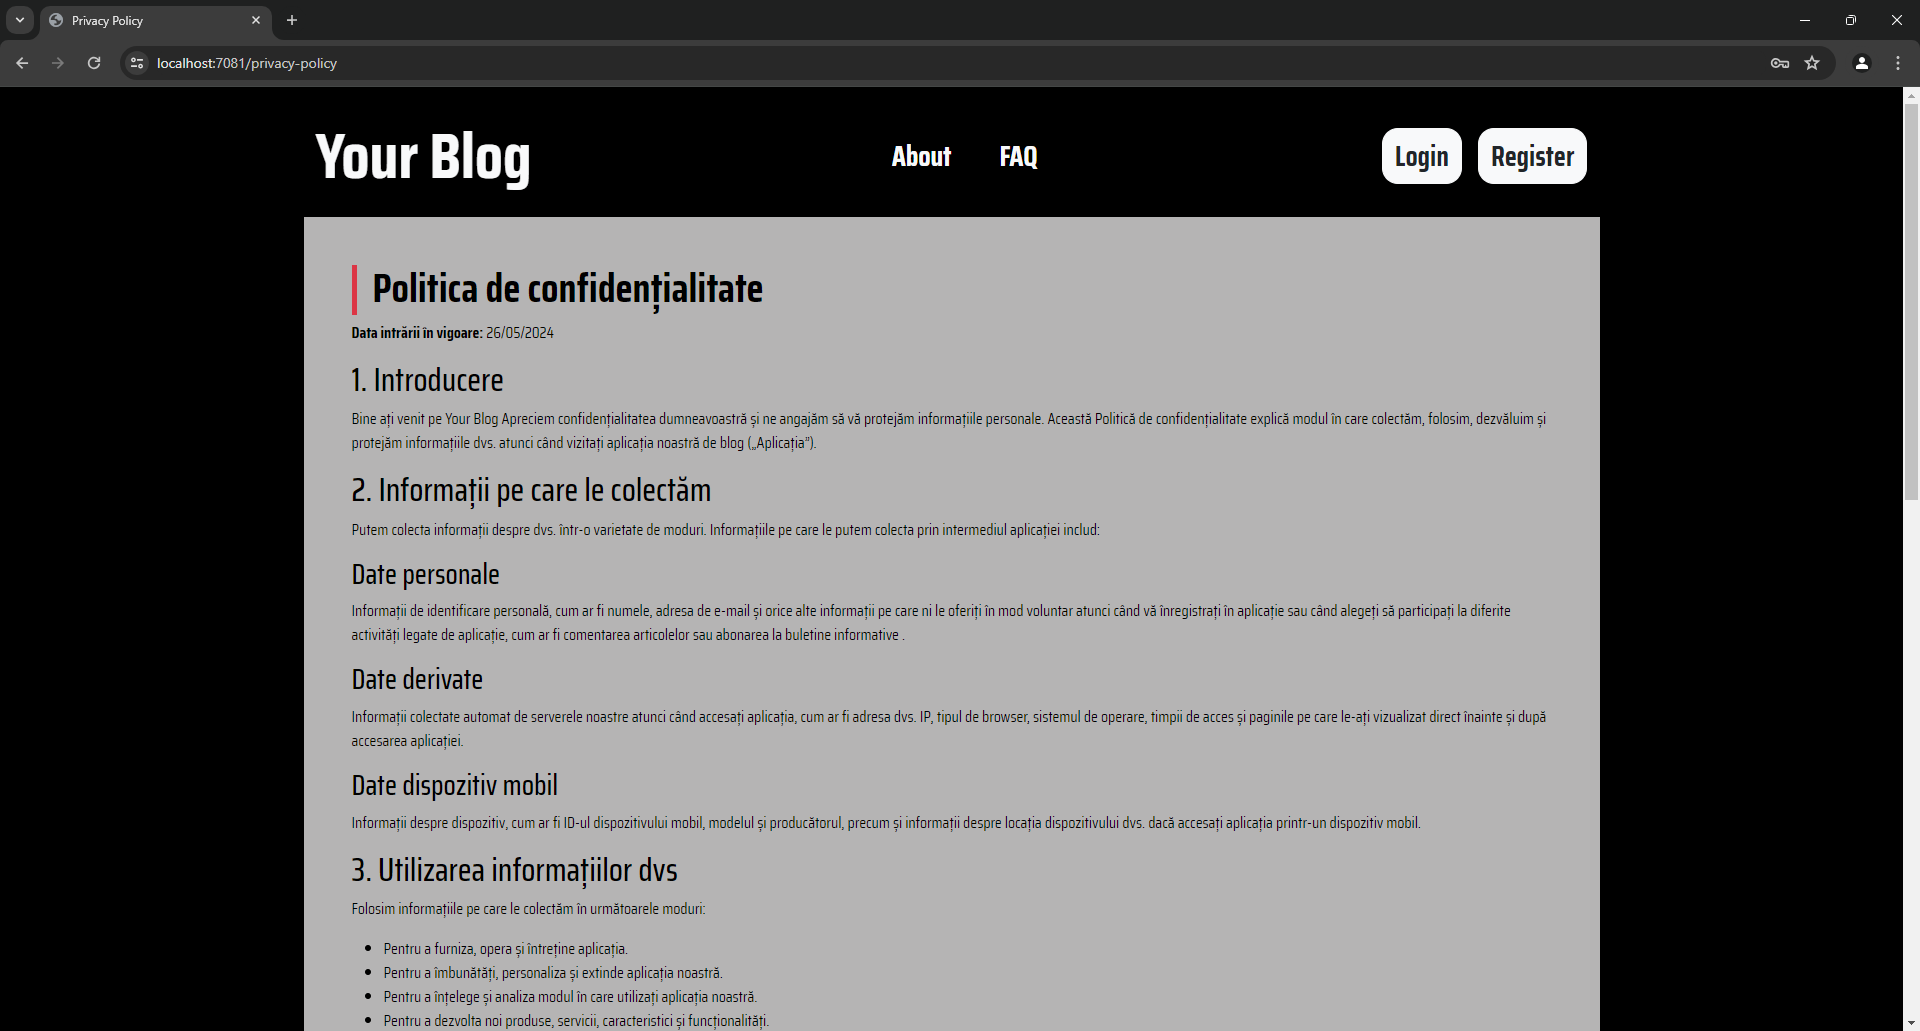 Privacy Policy
localhost:7081/privacy-policy
Your Blog
About
FAQ
Login
Register
Politica de confidențialitate
Data intrării în vigoare: 26/05/2024
1. Introducere
Bine ați venit pe Your Blog Apreciem confidențialitatea dumneavoastră și ne angajăm să vă protejăm informațiile personale. Această Politică de confidențialitate explică modul în care colectăm, folosim, dezvăluim și
protejăm informațiile dvs. atunci când vizitați aplicația noastră de blog („Aplicația”).
2. Informații pe care le colectăm
Putem colecta informații despre dvs. într-o varietate de moduri. Informațiile pe care le putem colecta prin intermediul aplicației includ:
Date personale
Informații de identificare personală, cum ar fi numele, adresa de e-mail și orice alte informații pe care ni le oferiți în mod voluntar atunci când vă înregistrați în aplicație sau când alegeți să participați la diferite
activități legate de aplicație, cum ar fi comentarea articolelor sau abonarea la buletine informative .
Date derivate
Informații colectate automat de serverele noastre atunci când accesați aplicația, cum ar fi adresa dvs. IP, tipul de browser, sistemul de operare, timpii de acces și paginile pe care le-ați vizualizat direct înainte și după
accesarea aplicației.
Date dispozitiv mobil
Informații despre dispozitiv, cum ar fi ID-ul dispozitivului mobil, modelul și producătorul, precum și informații despre locația dispozitivului dvs. dacă accesați aplicația printr-un dispozitiv mobil.
3. Utilizarea informațiilor dvs
Folosim informațiile pe care le colectăm în următoarele moduri:
Pentru a furniza, opera și întreține aplicația.
Pentru a îmbunătăți, personaliza și extinde aplicația noastră.
Pentru a înțelege și analiza modul în care utilizați aplicația noastră.
Pentru a dezvolta noi produse, servicii, caracteristici și funcționalități.